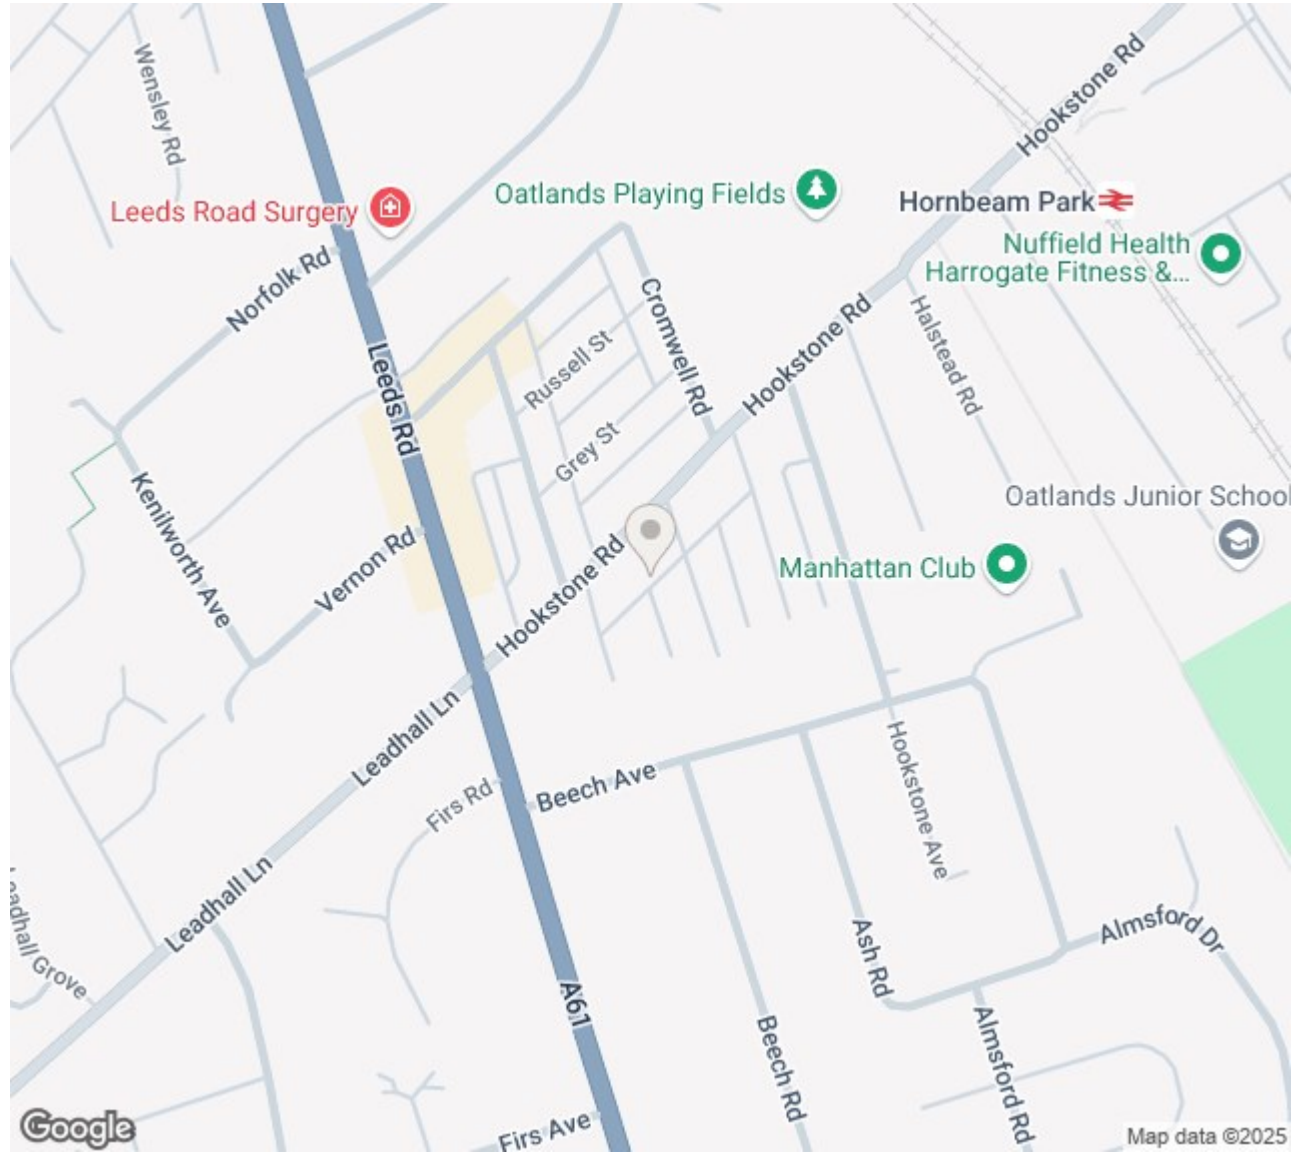 Wensley Rd
Hookstone Rd
Leeds Road Surgery
Oatlands Playing Fields
Hornbeam Park
Nuffield Health
Harrogate Fitness &...
Norfolk Rd
Cromwell Rd
Halstead Rd
Leeds Rd
Russell St
Hookstone Rd
Grey St
Kenilworth Ave
Vernon Rd
Oatlands Junior School
Hookstone Rd
Manhattan Club
Leadhall Ln
Firs Rd
Beech Ave
Hookstone Ave
Leadhall Ln
Leadhall Grove
Ash Rd
Almsford Dr
A61
Beech Rd
Almsford Rd
Firs Ave
Google
Map data ©2025